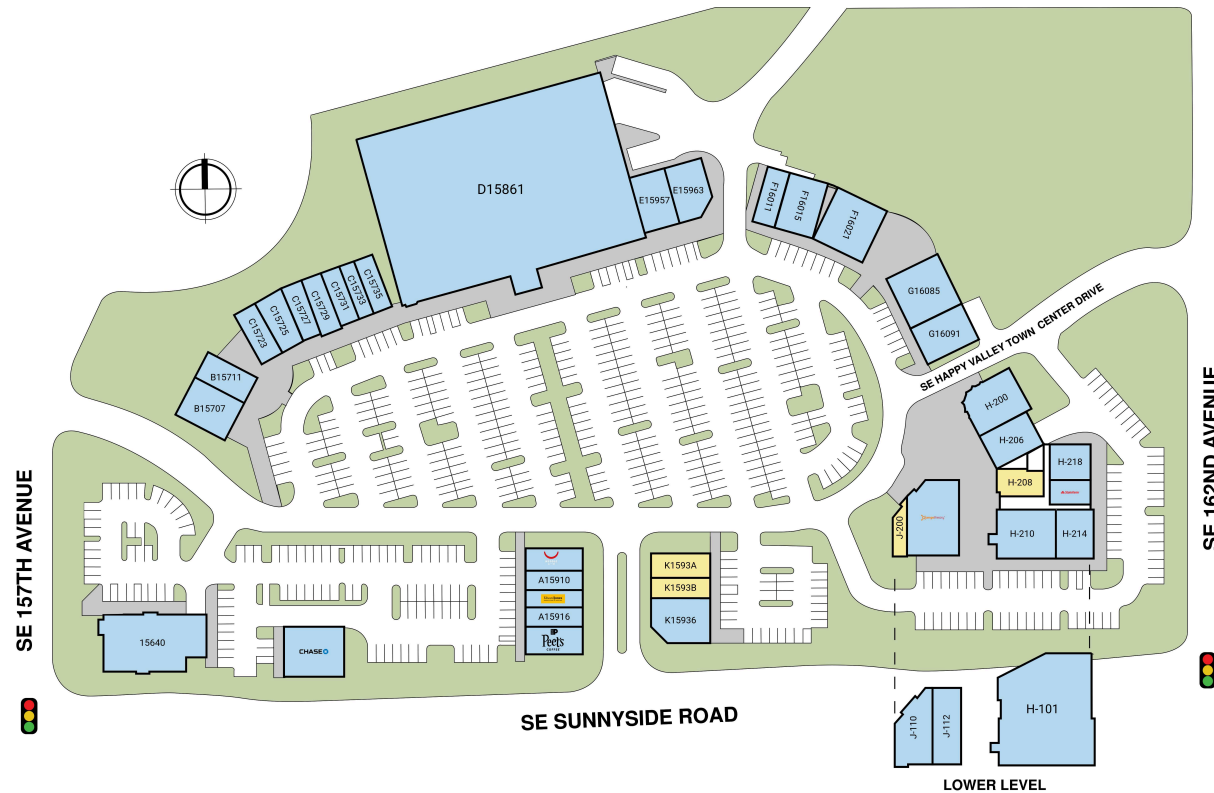 D15861
E15957
E15963
F16011
F16015
F16021
C15723
C15725
C15727
C15729
C15731
C15733
C15735
G16085
G16091
SE HAPPY VALLEY TOWN CENTER DRIVE
B15711
B15707
H-200
H-206
H-218
H-208
J-200
H-210
H-214
SE 157TH AVENUE
SE 162ND AVENUE
A15910
A15916
Peet's
COFFEE
K1593A
K1593B
K15936
15640
CHASE
SE SUNNYSIDE ROAD
J-110
J-112
H-101
LOWER LEVEL